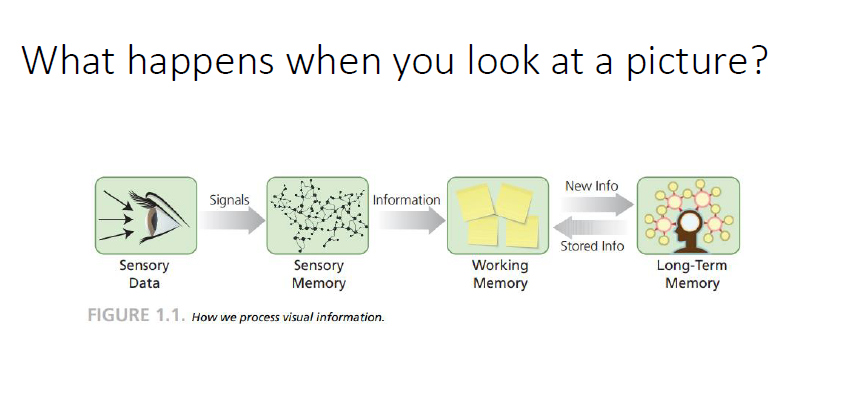 What happens when you look at a picture?
Signals
Information
New Info
Stored Info
Sensory
Data
Sensory
Memory
Working
Memory
Long-Term
Memory
FIGURE 1.1. How we process visual information.